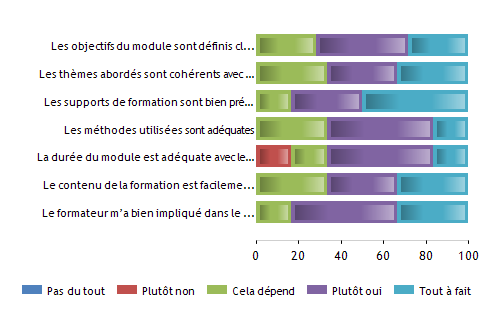 Les objectifs du module sont définis cl...
Les thèmes abordés sont cohérents avec ...
Les supports de formation sont bien pré...
Les méthodes utilisées sont adéquates
La durée du module est adéquate avec le...
Le contenu de la formation est facileme...
Le formateur m'a bien impliqué dans le ...
0 20 40 60 80 100
Pas du tout Plutôt non Cela dépend Plutôt oui Tout à fait